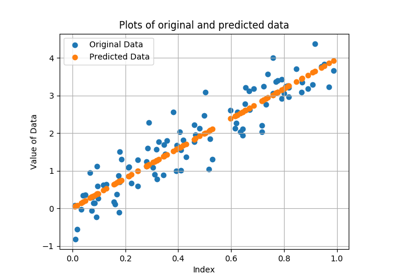 Plots of original and predicted data
Original Data
Predicted Data
Value of Data
4
3
2
1
0
−1
0.0 0.2 0.4 0.6 0.8 1.0
Index